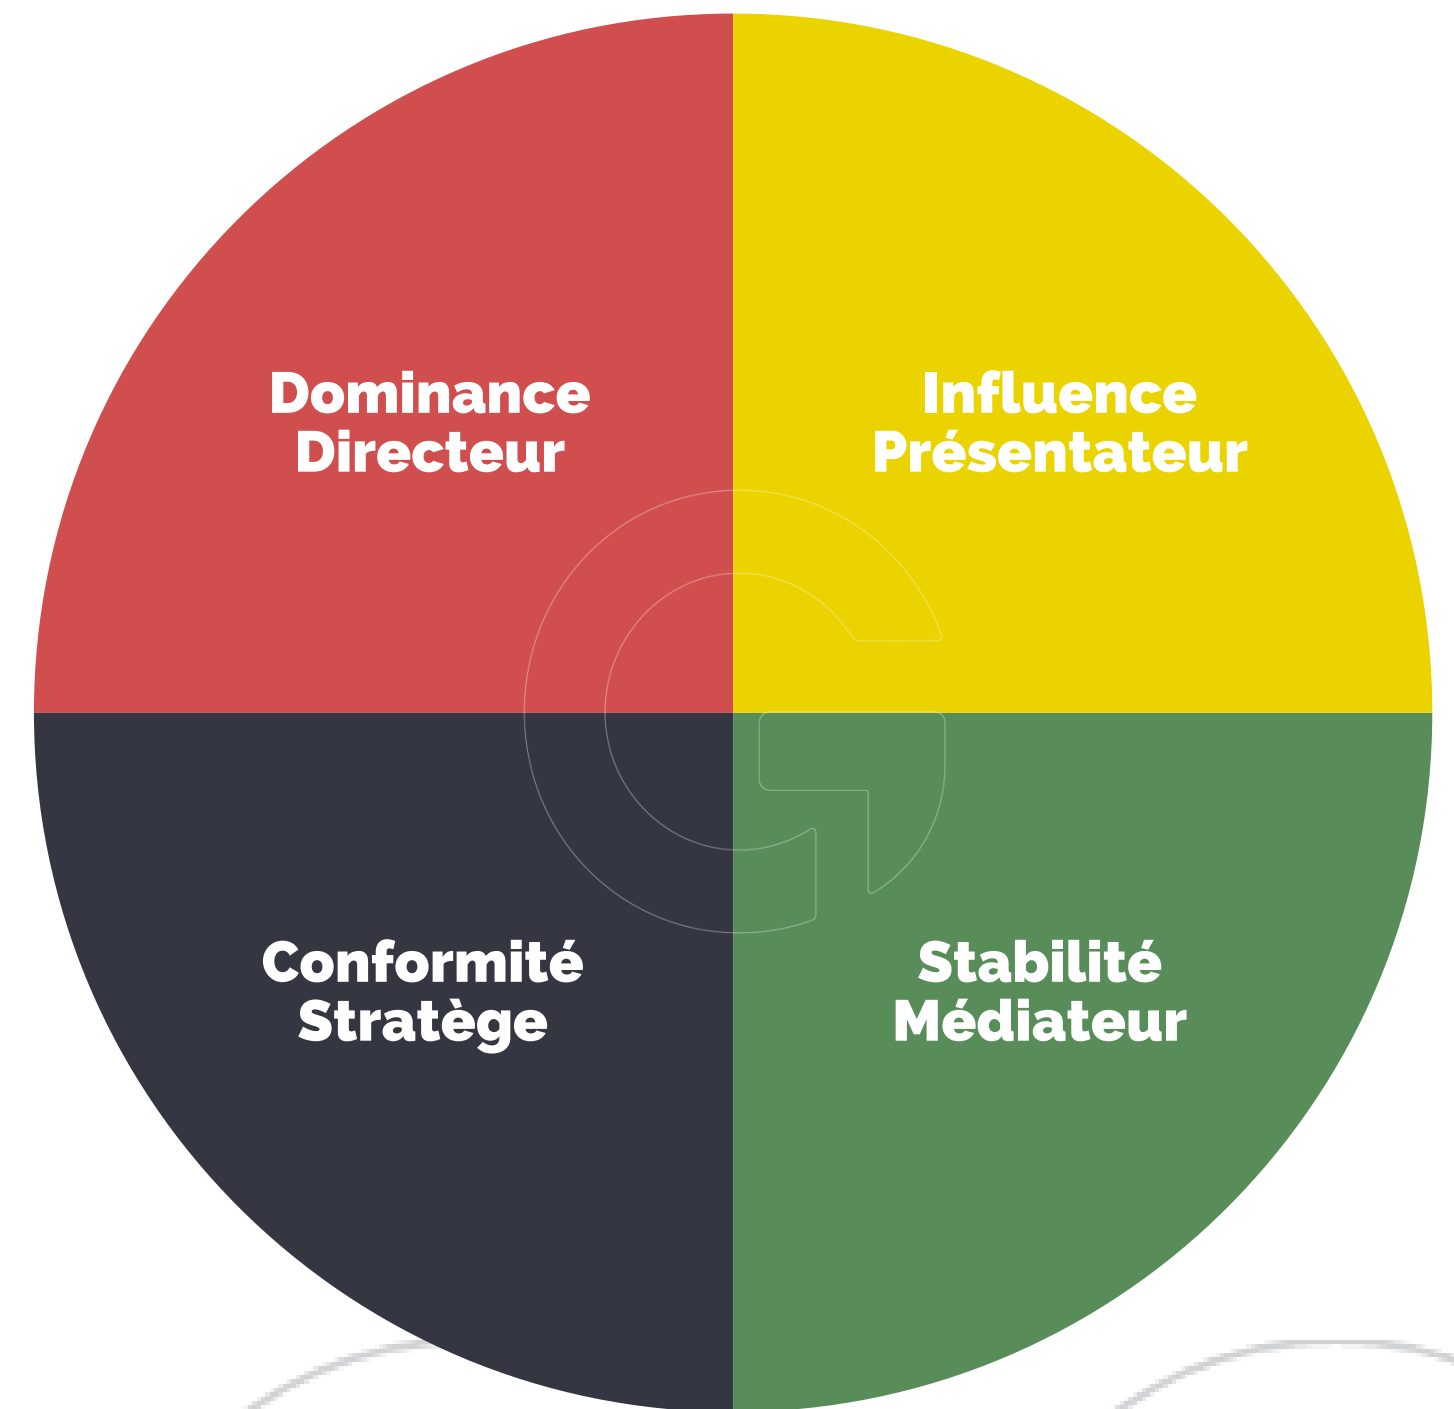 Dominance
Directeur
Influence
Présentateur
Conformité
Stratège
Stabilité
Médiateur